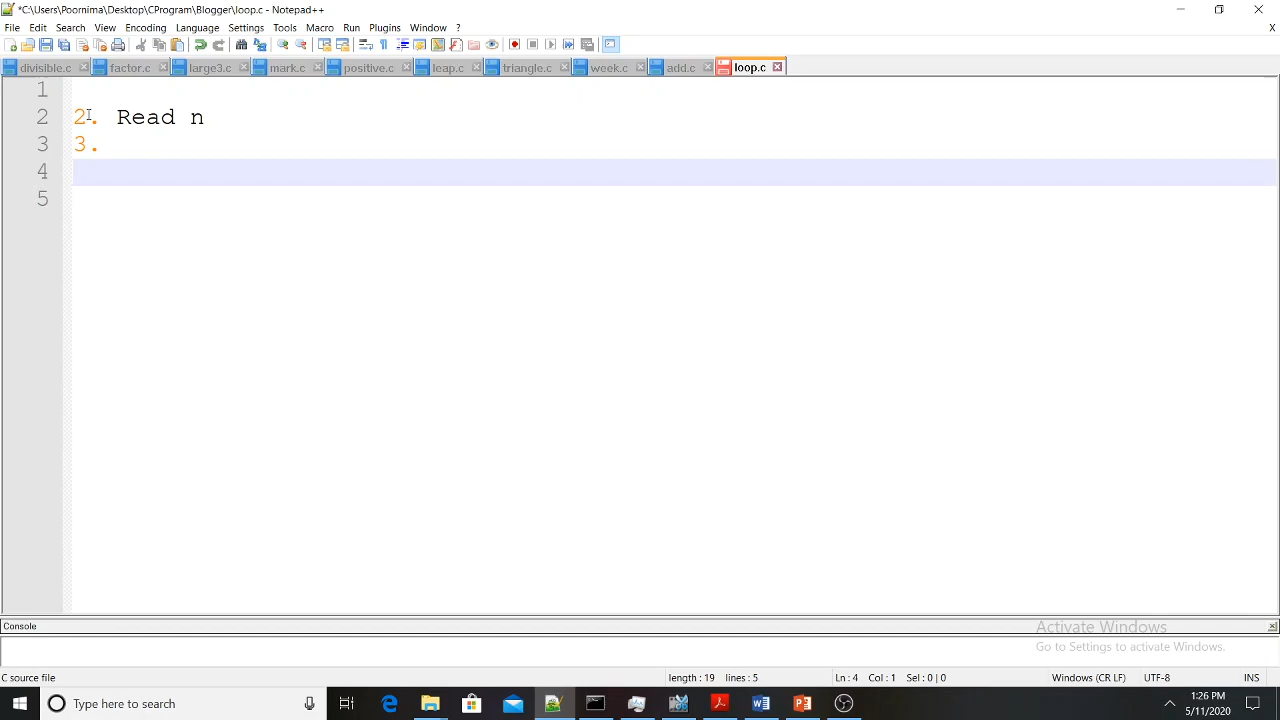 *C:\Users\Poornima\Desktop\CProgram\Blogger\loop.c - Notepad++
File Edit Search View Encoding Language Settings Tools Macro Run Plugins Window ? X
divisible.c factor.c large3.c mark.c positive.c leap.c triangle.c week.c add.c loop.c
1
2 2. Read n
3 3.
4
5
Console
Activate Windows
Go to Settings to activate Windows.
C source file length : 19 lines : 5 Ln : 4 Col : 1 Sel : 0 | 0 Windows (CR LF) UTF-8 INS
Type here to search
1:26 PM
5/11/2020